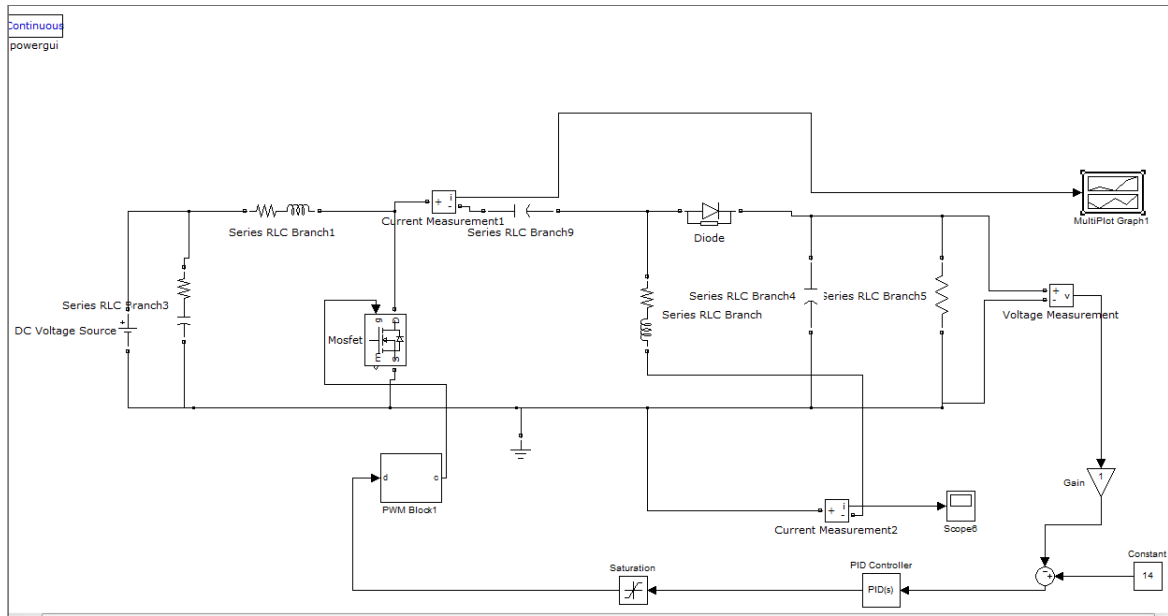 Continuous
powergui
i
+
-
Current Measurement1
Series RLC Branch9
Series RLC Branch1
MultiPlot Graph1
Diode
Series RLC Branch3
DC Voltage Source
+
Mosfet
g
D
m
S
Series RLC Branch4
Series RLC Branch5
Series RLC Branch
+
-
v
Voltage Measurement
d
c
PWM Block1
1
Gain
+
i
-
Current Measurement2
Scope6
Saturation
PID Controller
PID(s)
Constant
14